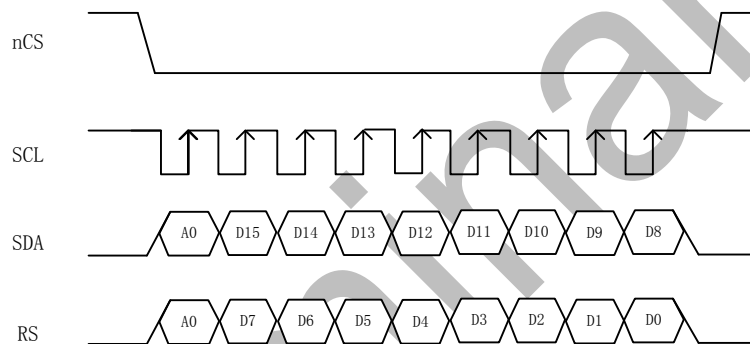 nCS
SCL
SDA A0 D15 D14 D13 D12 D11 D10 D9 D8
RS A0 D7 D6 D5 D4 D3 D2 D1 D0